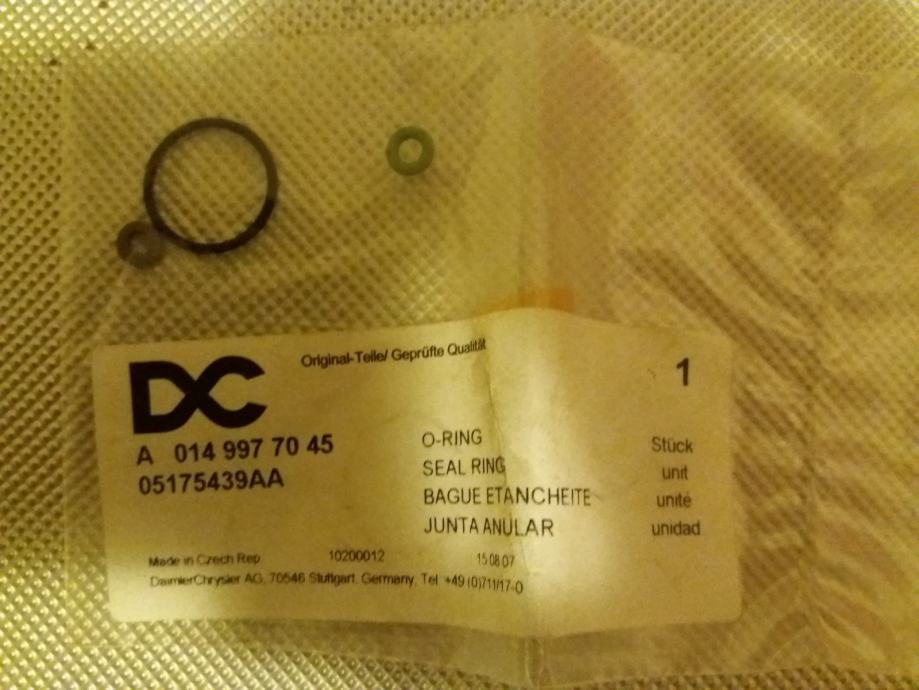 DC
Original-Teile/ Geprüfte Qualität
1
A 014 997 70 45
05175439AA
O-RING
SEAL RING
BAGUE ETANCHEITE
JUNTA ANULAR
Stück
unit
unité
unidad
Made in Czech Rep 10200012 15 08 07
DaimlerChrysler AG, 70546 Stuttgart, Germany, Tel +49 (0)711/17-0